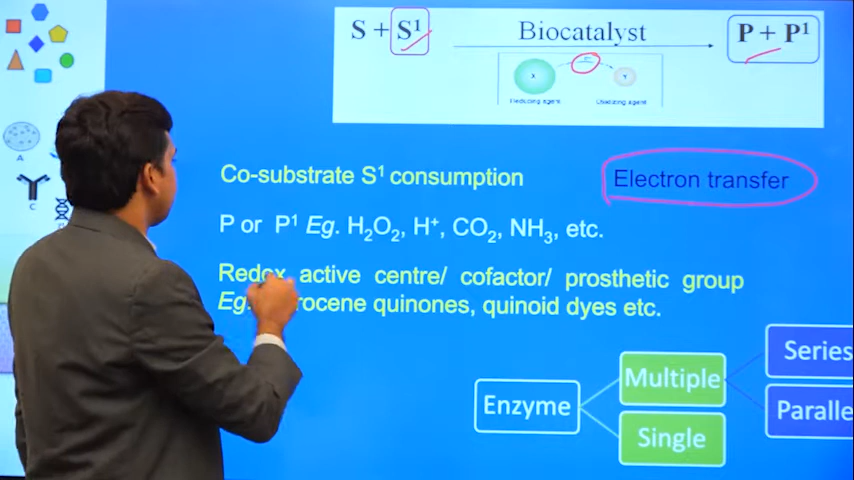 S + S¹ Biocatalyst P + P¹
X Y
Reducing agent Oxidizing agent
A
C
Co-substrate S¹ consumption Electron transfer
P or P¹ Eg. H₂O₂, H⁺, CO₂, NH₃, etc.
Redox active centre/ cofactor/ prosthetic group
Eg. rocene quinones, quinoid dyes etc.
Series
Multiple
Enzyme
Paralle
Single